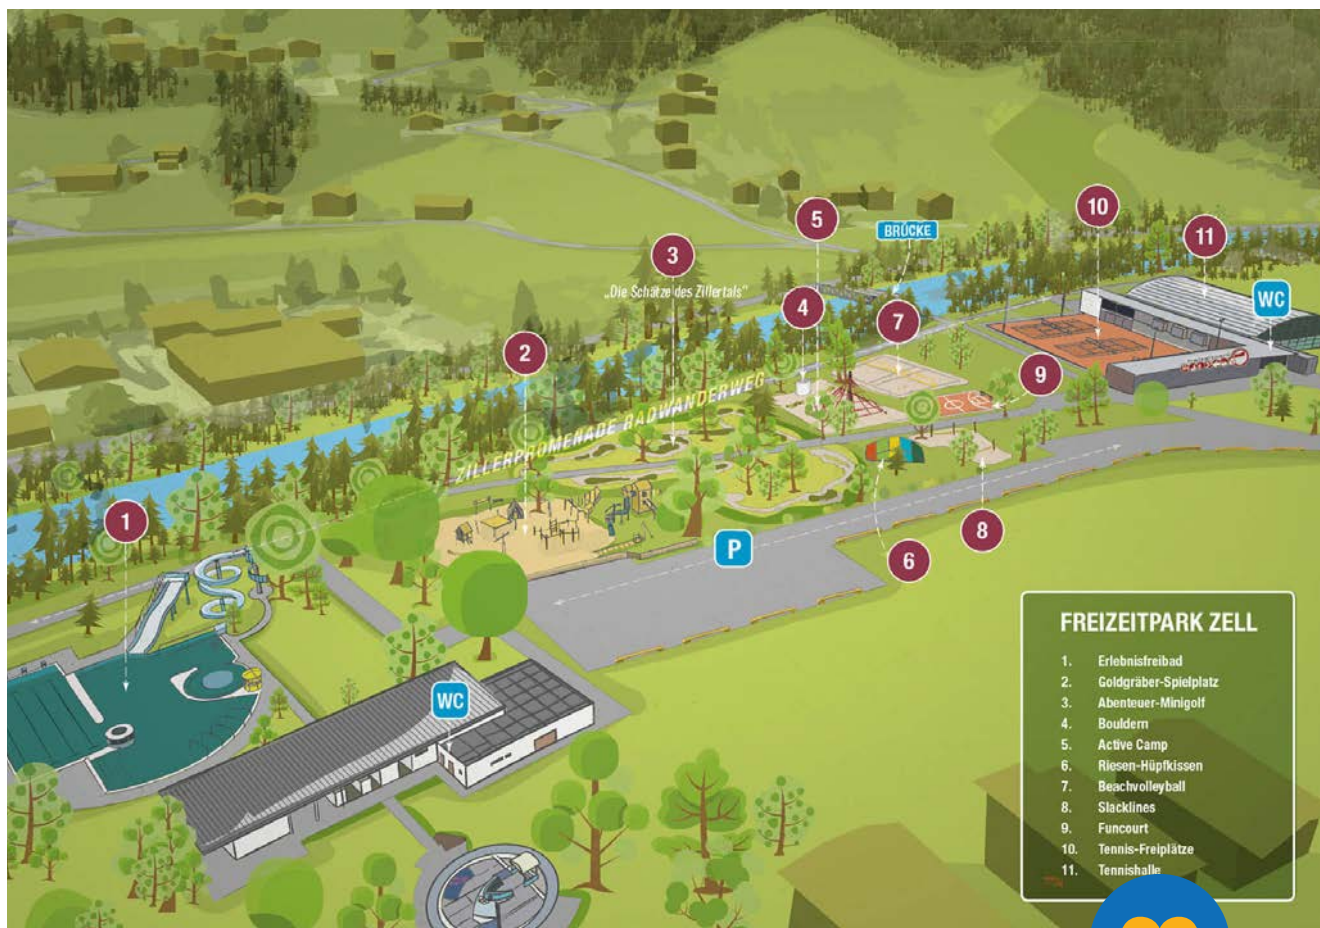 5
BRÜCKE
10
11
3
„Die Schätze des Zillertals“
4
WC
2
7
9
ZILLERPROMENADE RADWANDERWEG
1
P
8
6
WC
FREIZEITPARK ZELL
1. Erlebnisfreibad
2. Goldgräber-Spielplatz
3. Abenteuer-Minigolf
4. Bouldern
5. Active Camp
6. Riesen-Hüpfkissen
7. Beachvolleyball
8. Slacklines
9. Funcourt
10. Tennis-Freiplätze
11. Tennishalle